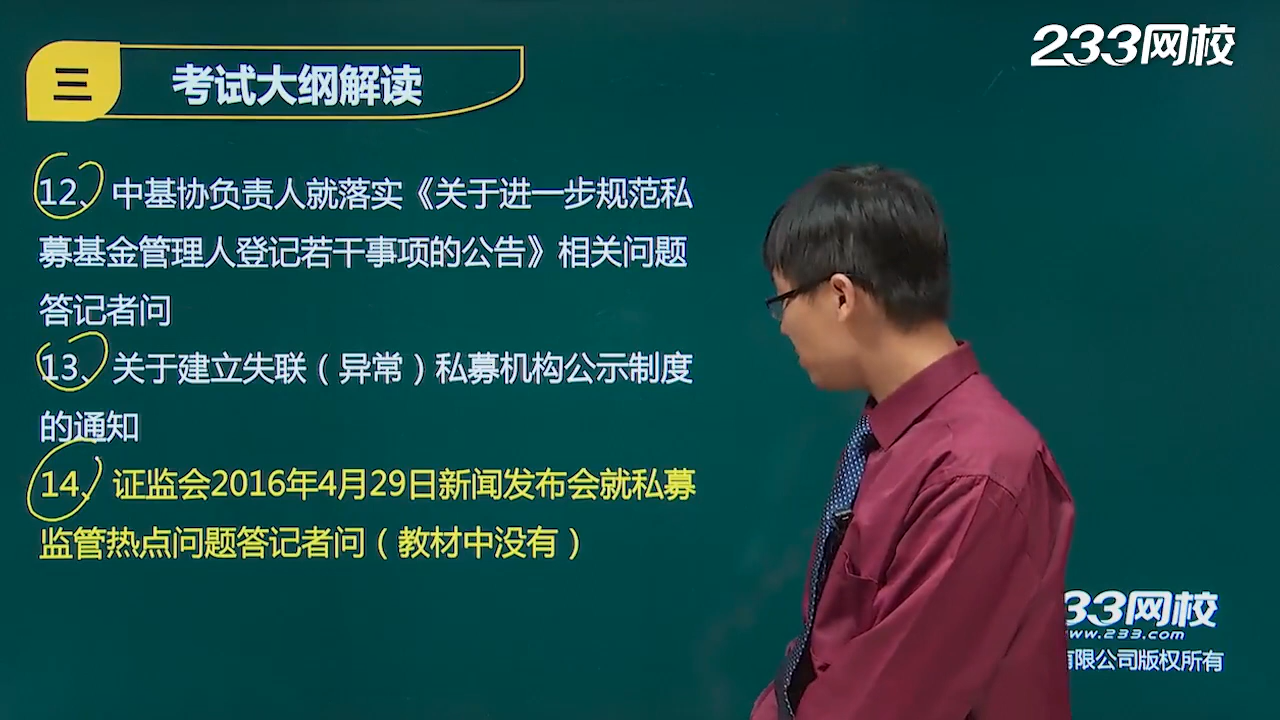 233网校
三 考试大纲解读
12、中基协负责人就落实《关于进一步规范私
募基金管理人登记若干事项的公告》相关问题
答记者问
13、关于建立失联（异常）私募机构公示制度
的通知
14、证监会2016年4月29日新闻发布会就私募
监管热点问题答记者问（教材中没有）
33网校
www.233.com
有限公司版权所有